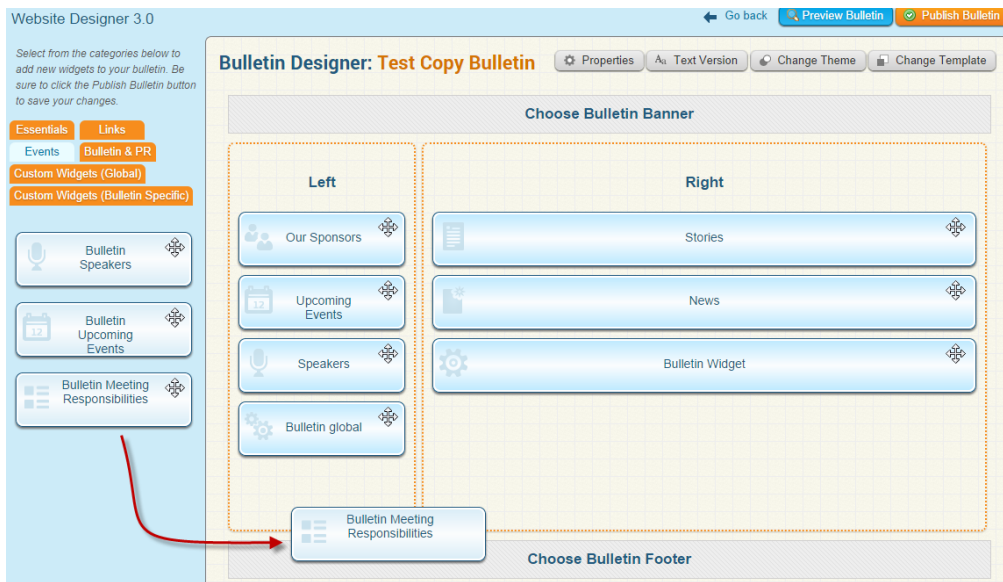 Website Designer 3.0
Go back
Preview Bulletin
Publish Bulletin
Select from the categories below to
add new widgets to your bulletin. Be
sure to click the Publish Bulletin button
to save your changes.
Essentials
Links
Events
Bulletin & PR
Custom Widgets (Global)
Custom Widgets (Bulletin Specific)
Bulletin
Speakers
12
Bulletin
Upcoming
Events
Bulletin Meeting
Responsibilities
Bulletin Designer: Test Copy Bulletin
Properties
Aa Text Version
Change Theme
Change Template
Choose Bulletin Banner
Left
Our Sponsors
12
Upcoming
Events
Speakers
Bulletin global
Right
Stories
News
Bulletin Widget
Bulletin Meeting
Responsibilities
Choose Bulletin Footer